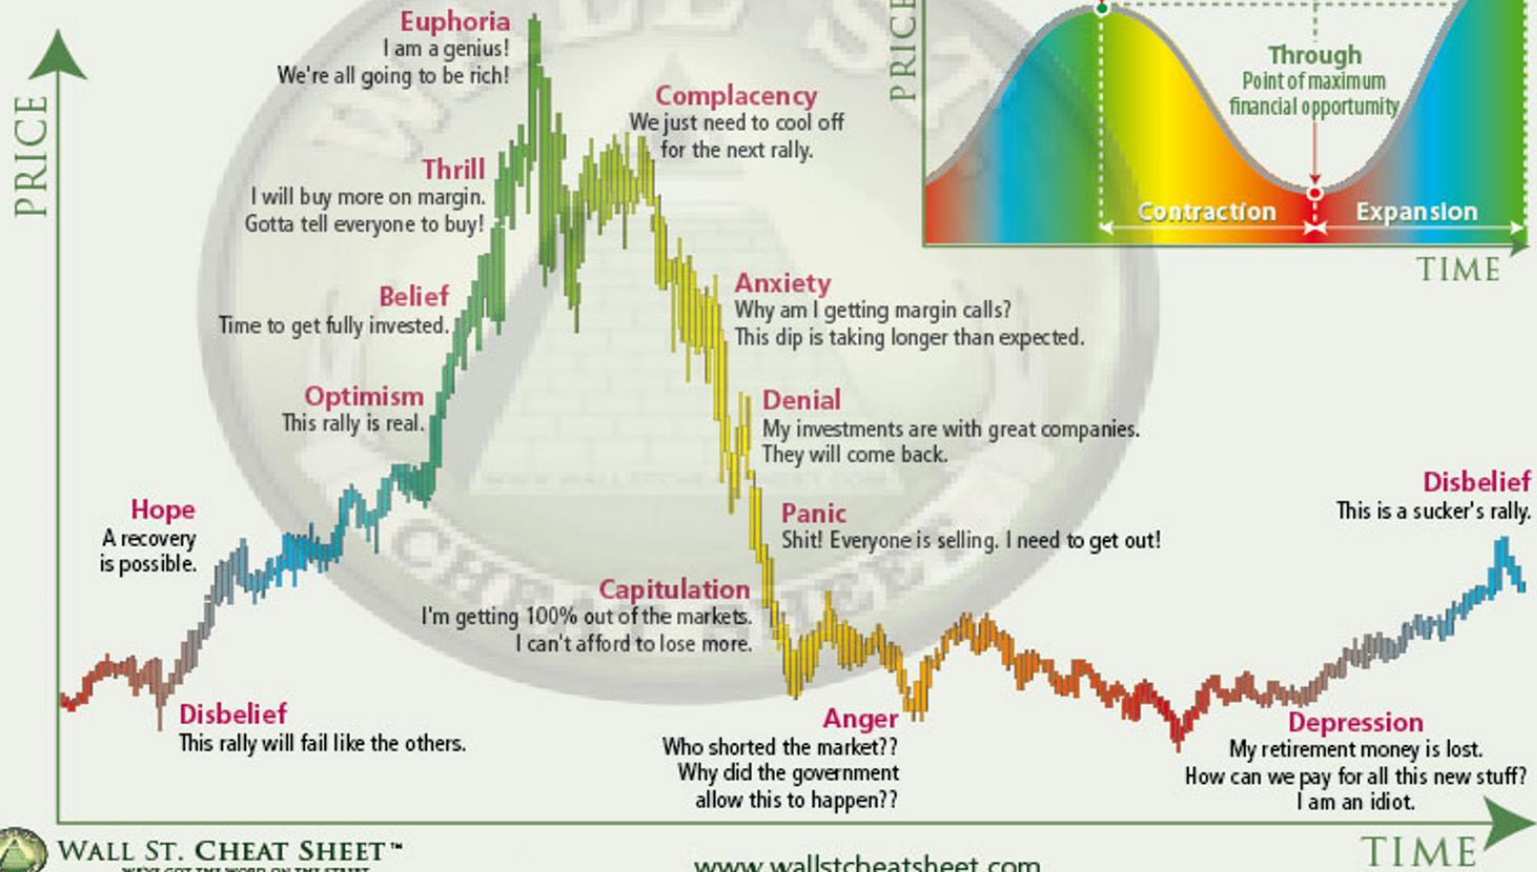 Euphoria
I am a genius!
We're all going to be rich!
Complacency
We just need to cool off
for the next rally.
Thrill
I will buy more on margin.
Gotta tell everyone to buy!
Belief
Time to get fully invested.
Anxiety
Why am I getting margin calls?
This dip is taking longer than expected.
Optimism
This rally is real.
Denial
My investments are with great companies.
They will come back.
Hope
A recovery
is possible.
Panic
Shit! Everyone is selling. I need to get out!
Disbelief
This is a sucker's rally.
Capitulation
I'm getting 100% out of the markets.
I can't afford to lose more.
Disbelief
This rally will fail like the others.
Anger
Who shorted the market??
Why did the government
allow this to happen??
Depression
My retirement money is lost.
How can we pay for all this new stuff?
I am an idiot.
PRICE
TIME
PRICE
Through
Point of maximum
financial opportunity
Contraction
Expansion
TIME
WALL ST.
CHEAT SHEET
WALL ST. CHEAT SHEET™
www.wallstcheatsheet.com